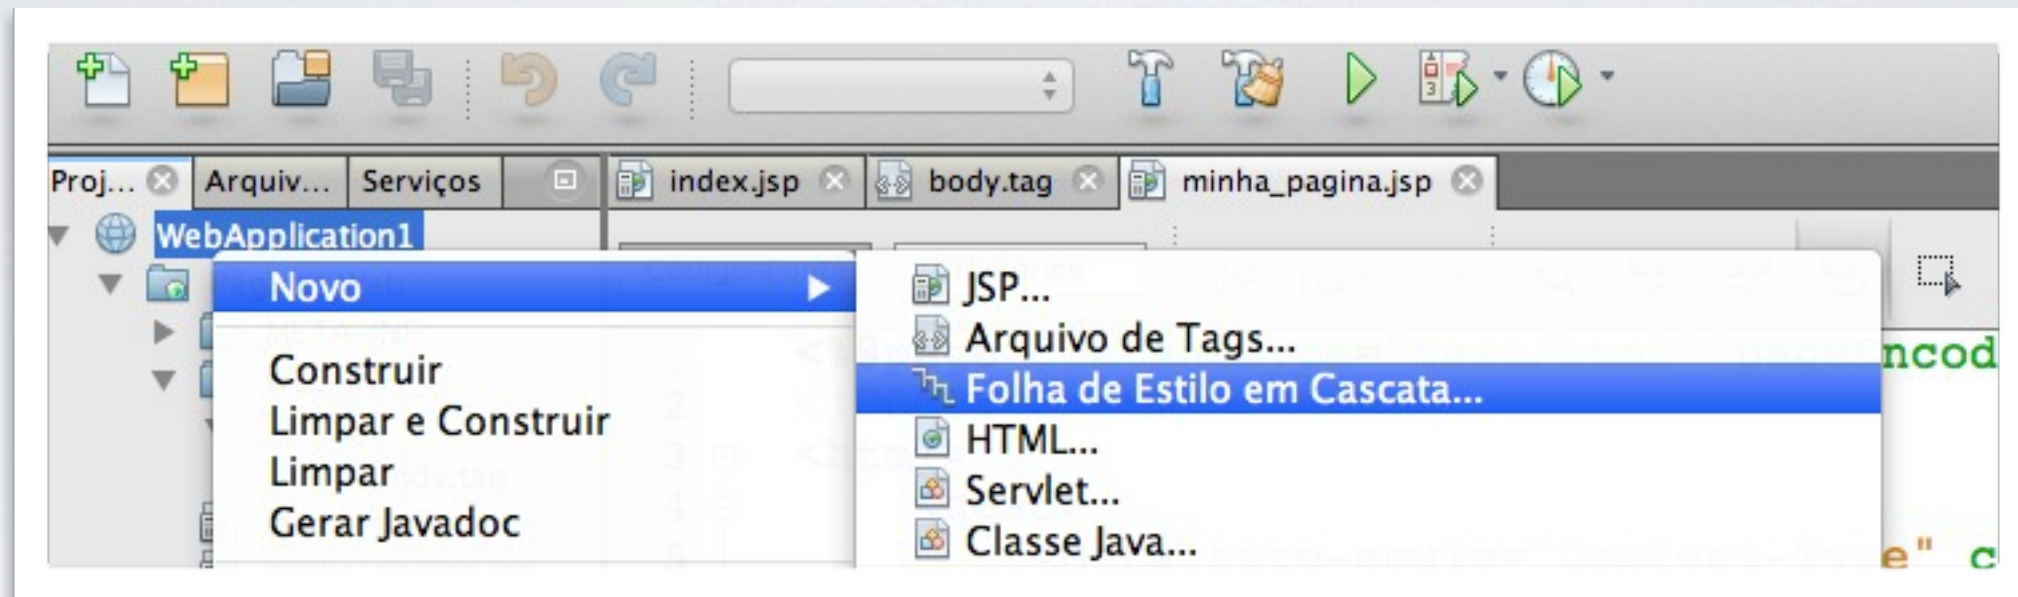 Proj... Arquiv... Serviços index.jsp body.tag minha_pagina.jsp
WebApplication1
Novo
Construir
Limpar e Construir
Limpar
Gerar Javadoc
JSP...
Arquivo de Tags...
Folha de Estilo em Cascata...
HTML...
Servlet...
Classe Java...
ncod
e" c